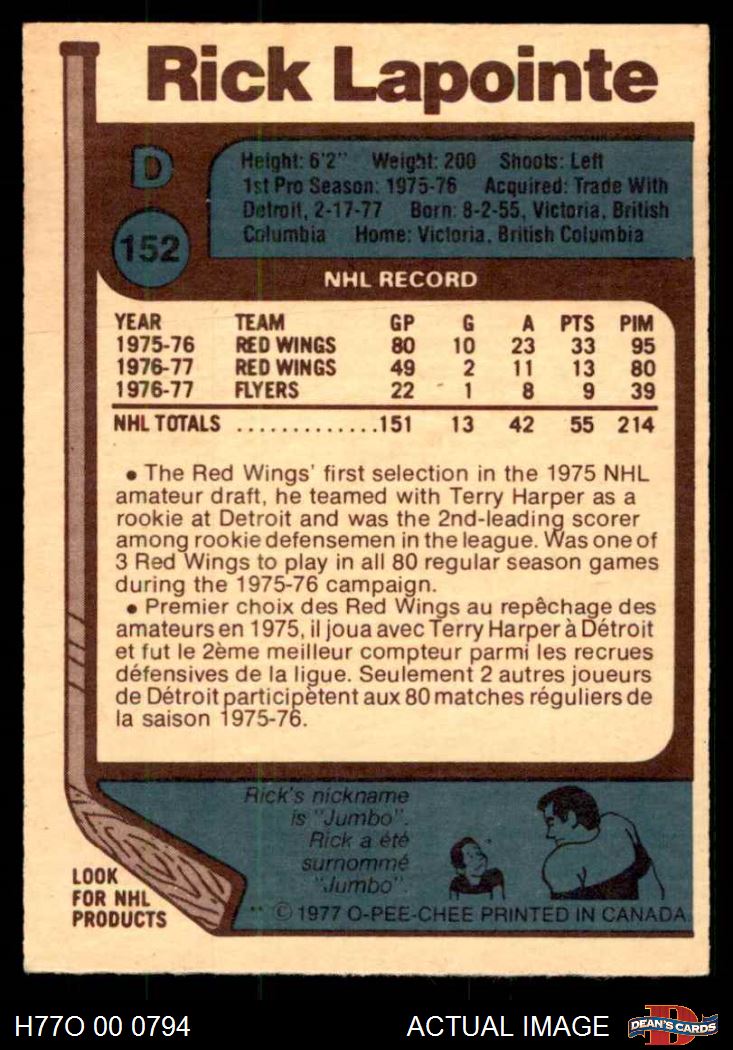 Rick Lapointe
D
152
Height: 6'2" Weight: 200 Shoots: Left
1st Pro Season: 1975-76 Acquired: Trade With
Detroit, 2-17-77 Born: 8-2-55, Victoria, British
Columbia Home: Victoria, British Columbia
NHL RECORD
YEAR TEAM GP G A PTS PIM
1975-76 RED WINGS 80 10 23 33 95
1976-77 RED WINGS 49 2 11 13 80
1976-77 FLYERS 22 1 8 9 39
NHL TOTALS .............151 13 42 55 214
• The Red Wings' first selection in the 1975 NHL
amateur draft, he teamed with Terry Harper as a
rookie at Detroit and was the 2nd-leading scorer
among rookie defensemen in the league. Was one of
3 Red Wings to play in all 80 regular season games
during the 1975-76 campaign.
• Premier choix des Red Wings au repêchage des
amateurs en 1975, il joua avec Terry Harper à Détroit
et fut le 2ème meilleur compteur parmi les recrues
défensives de la ligue. Seulement 2 autres joueurs
de Détroit participètent aux 80 matches réguliers de
la saison 1975-76.
Rick's nickname
is "Jumbo".
Rick a été
surnommé
"Jumbo".
LOOK
FOR NHL
PRODUCTS
© 1977 O-PEE-CHEE PRINTED IN CANADA
H77O 00 0794 ACTUAL IMAGE
D
DEAN'S CARDS